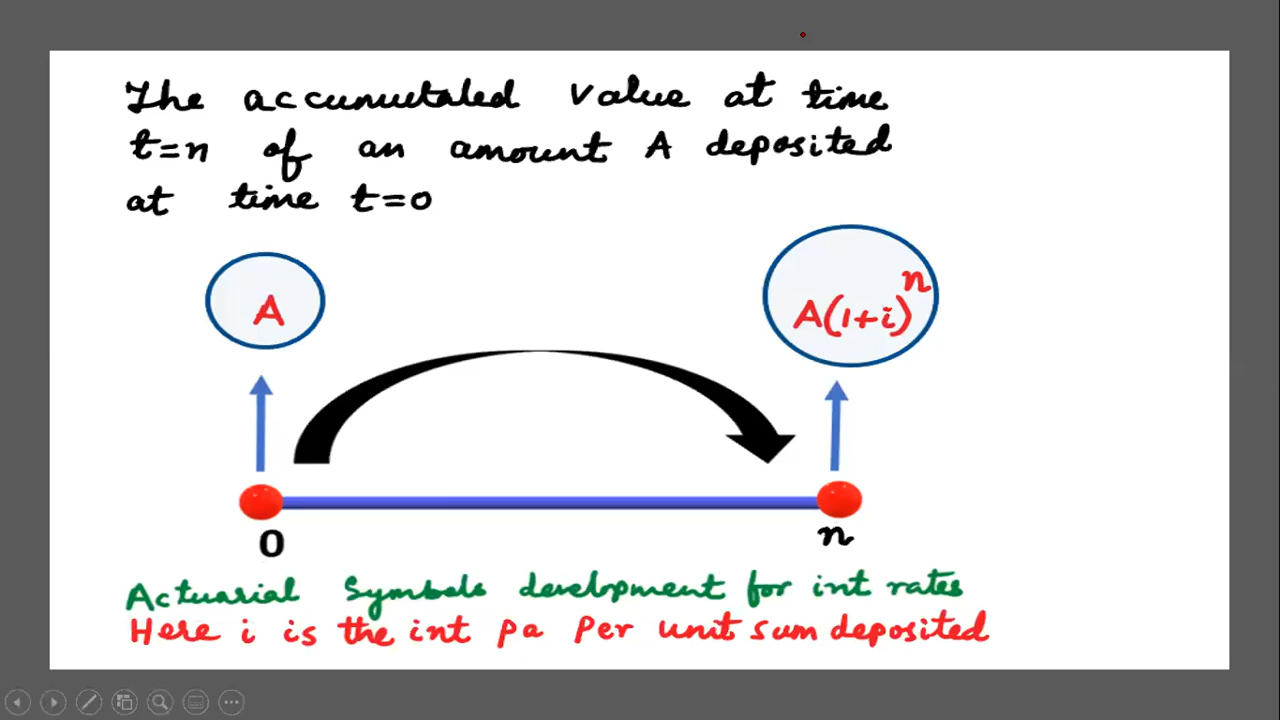 The accumulated value at time
t=n of an amount A deposited
at time t=0
A
A(1+i)^n
0
n
Actuarial Symbols development for int rates
Here i is the int pa Per unit sum deposited